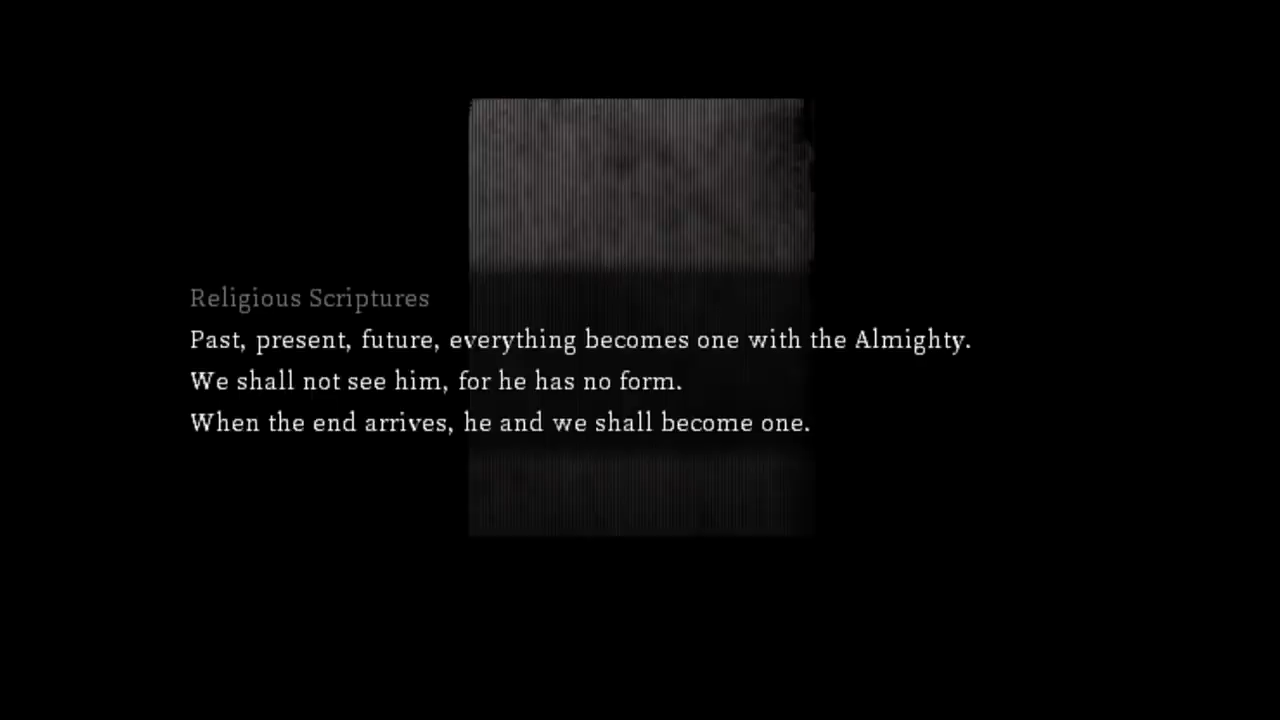 Religious Scriptures
Past, present, future, everything becomes one with the Almighty.
We shall not see him, for he has no form.
When the end arrives, he and we shall become one.